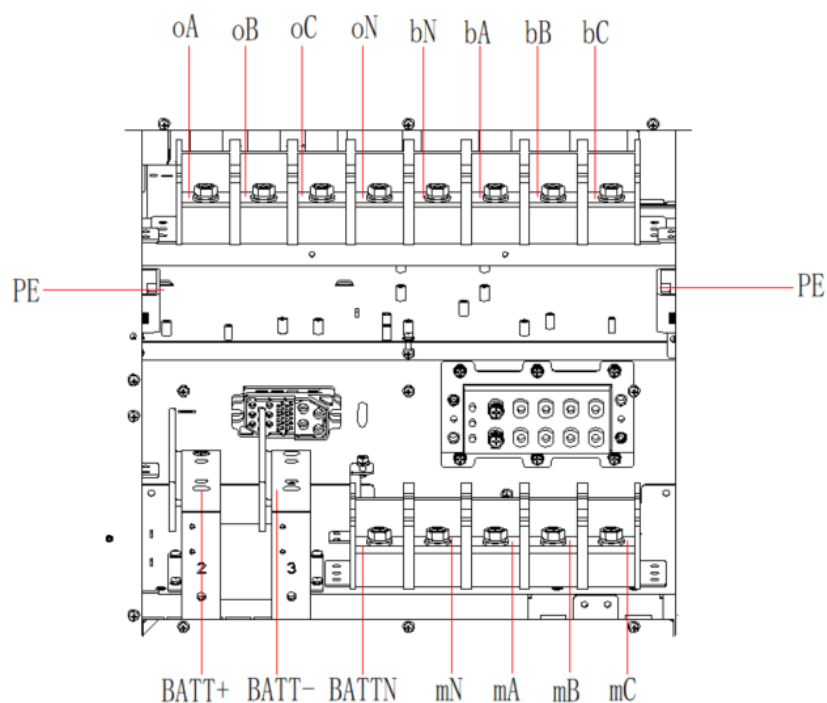 oA oB oC oN bN bA bB bC
PE PE
2 3
BATT+ BATT- BATTN mN mA mB mC